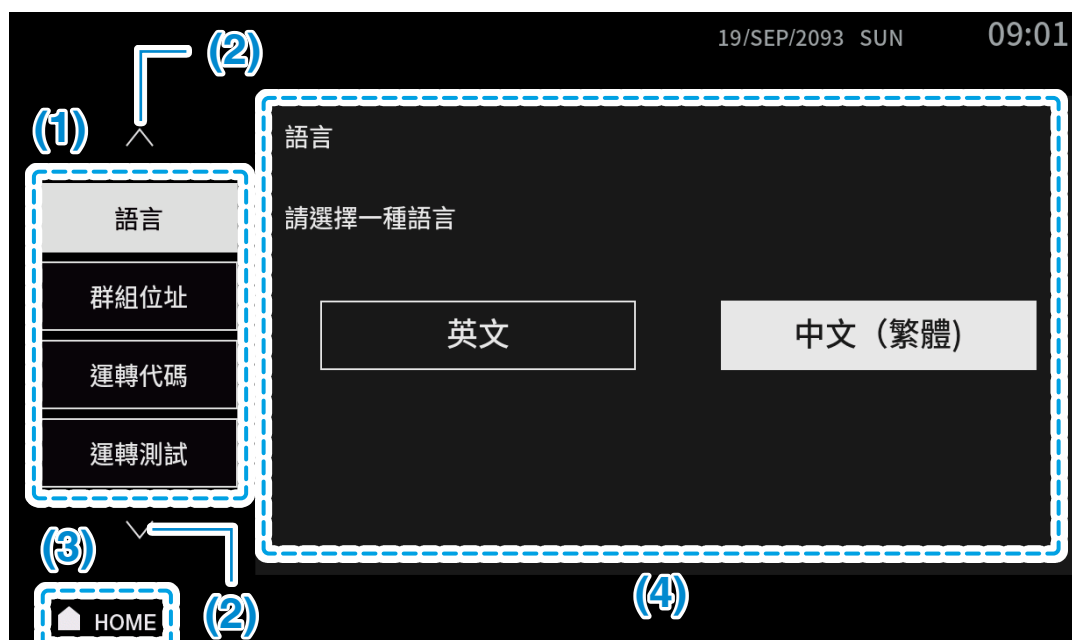 (2)
19/SEP/2093 SUN 09:01
(1)
語言
語言
群組位址
運轉代碼
運轉測試
請選擇一種語言
英文
中文（繁體)
(3)
HOME
(2)
(4)